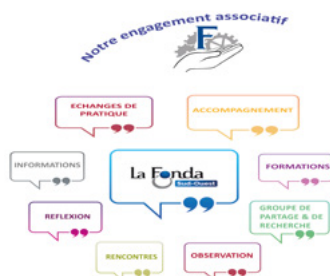 Notre engagement associatif
F
ECHANGES DE
PRATIQUE
ACCOMPAGNEMENT
INFORMATIONS
La Fonda
Sud-Ouest
FORMATIONS
REFLEXION
GROUPE DE
PARTAGE & DE
RECHERCHE
RENCONTRES
OBSERVATION